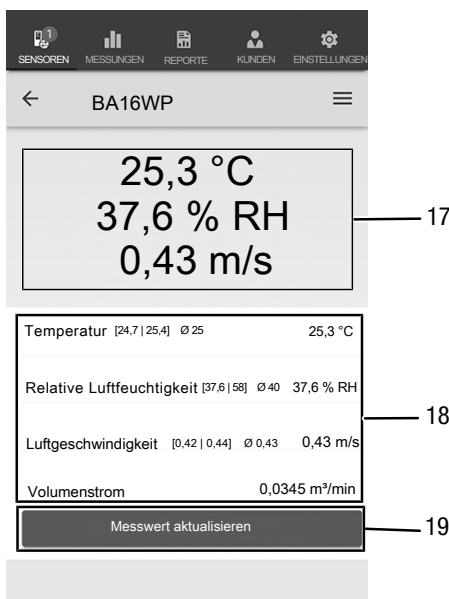 1
SENSOREN MESSUNGEN REPORTE KUNDEN EINSTELLUNGEN
BA16WP
25,3 °C
37,6 % RH
0,43 m/s
17
Temperatur [24,7 | 25,4] Ø 25 25,3 °C
Relative Luftfeuchtigkeit [37,6 | 58] Ø 40 37,6 % RH
18
Luftgeschwindigkeit [0,42 | 0,44] Ø 0,43 0,43 m/s
Volumenstrom 0,0345 m³/min
Messwert aktualisieren
19